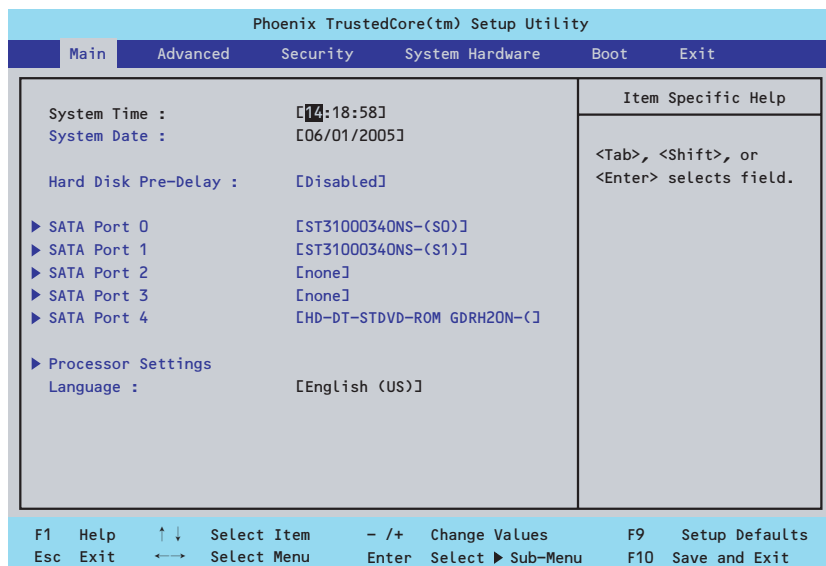 Phoenix TrustedCore(tm) Setup Utility
Main Advanced Security System Hardware Boot Exit
System Time : [14:18:58]
System Date : [06/01/2005]
Hard Disk Pre-Delay : [Disabled]
▶ SATA Port 0 [ST31000340NS-(S0)]
▶ SATA Port 1 [ST31000340NS-(S1)]
▶ SATA Port 2 [none]
▶ SATA Port 3 [none]
▶ SATA Port 4 [HD-DT-STDVD-ROM GDRH20N-(]
▶ Processor Settings
Language : [English (US)]
Item Specific Help
<Tab>, <Shift>, or
<Enter> selects field.
F1 Help ↑↓ Select Item - /+ Change Values F9 Setup Defaults
Esc Exit ←→ Select Menu Enter Select ▶ Sub-Menu F10 Save and Exit